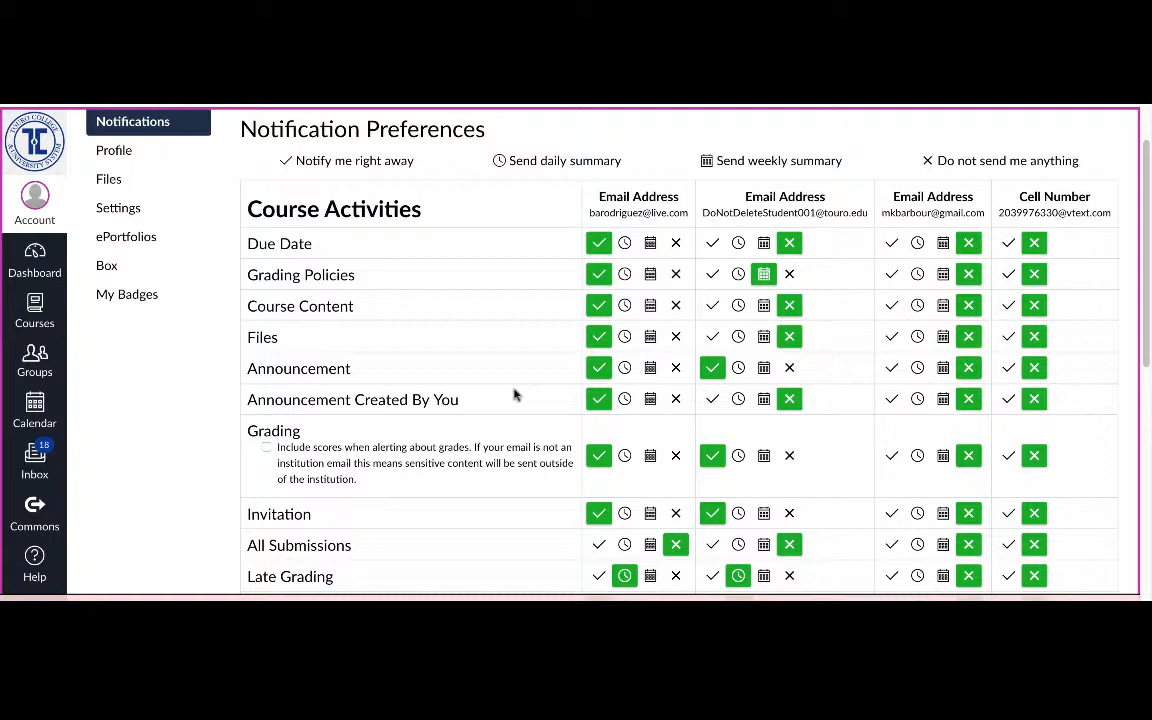 TOURO COLLEGE
& UNIVERSITY SYSTEM
Account
Dashboard
Courses
Groups
Calendar
18
Inbox
Commons
Help
Notifications
Profile
Files
Settings
ePortfolios
Box
My Badges
Notification Preferences
Notify me right away
Send daily summary
Send weekly summary
Do not send me anything
Course Activities
Email Address
barodriguez@live.com
Email Address
DoNotDeleteStudent001@touro.edu
Email Address
mkbarbour@gmail.com
Cell Number
2039976330@vtext.com
Due Date
Grading Policies
Course Content
Files
Announcement
Announcement Created By You
Grading
Include scores when alerting about grades. If your email is not an
institution email this means sensitive content will be sent outside
of the institution.
Invitation
All Submissions
Late Grading